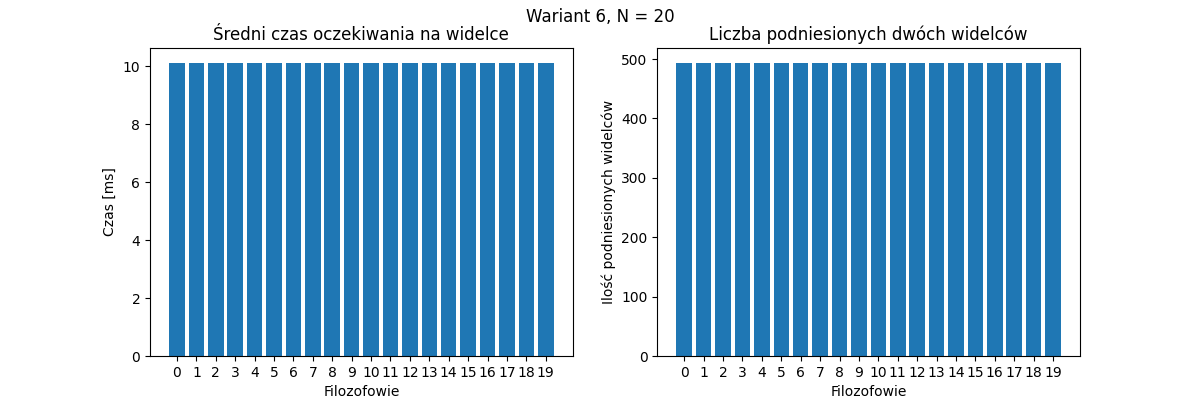 Wariant 6, N = 20
Średni czas oczekiwania na widelce
Czas [ms]
10
8
6
4
2
0
0 1 2 3 4 5 6 7 8 9 10 11 12 13 14 15 16 17 18 19
Filozofowie
Liczba podniesionych dwóch widelców
Ilość podniesionych widelców
500
400
300
200
100
0
0 1 2 3 4 5 6 7 8 9 10 11 12 13 14 15 16 17 18 19
Filozofowie